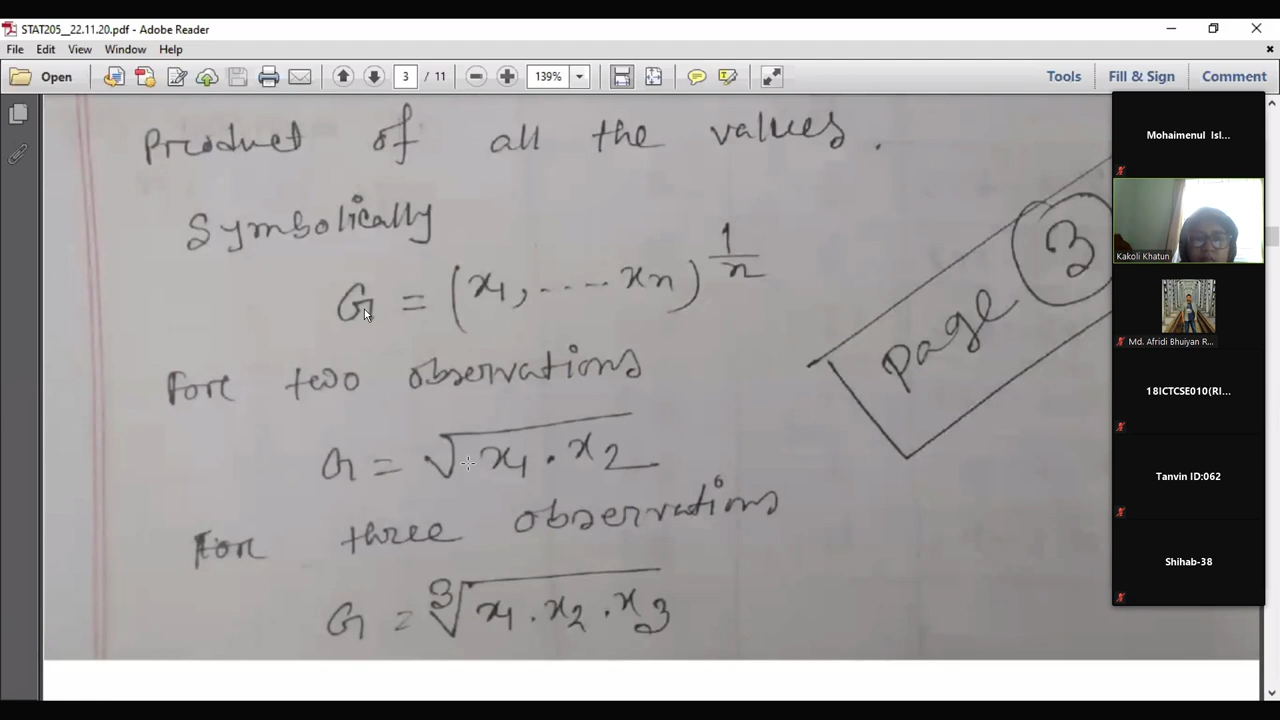 STAT205__22.11.20.pdf - Adobe Reader
File Edit View Window Help
Open 3 / 11 139% Tools Fill & Sign Comment
Product of all the values.
Symbolically
G = (x1, .... xn)^1/n
For two observations
G = √x1 . x2
For three observations
G = ∛x1 . x2 . x3
Page 3
Mohaimenul Isl...
Kakoli Khatun
Md. Afridi Bhuiyan R...
18ICTCSE010(RI...
Tanvin ID:062
Shihab-38